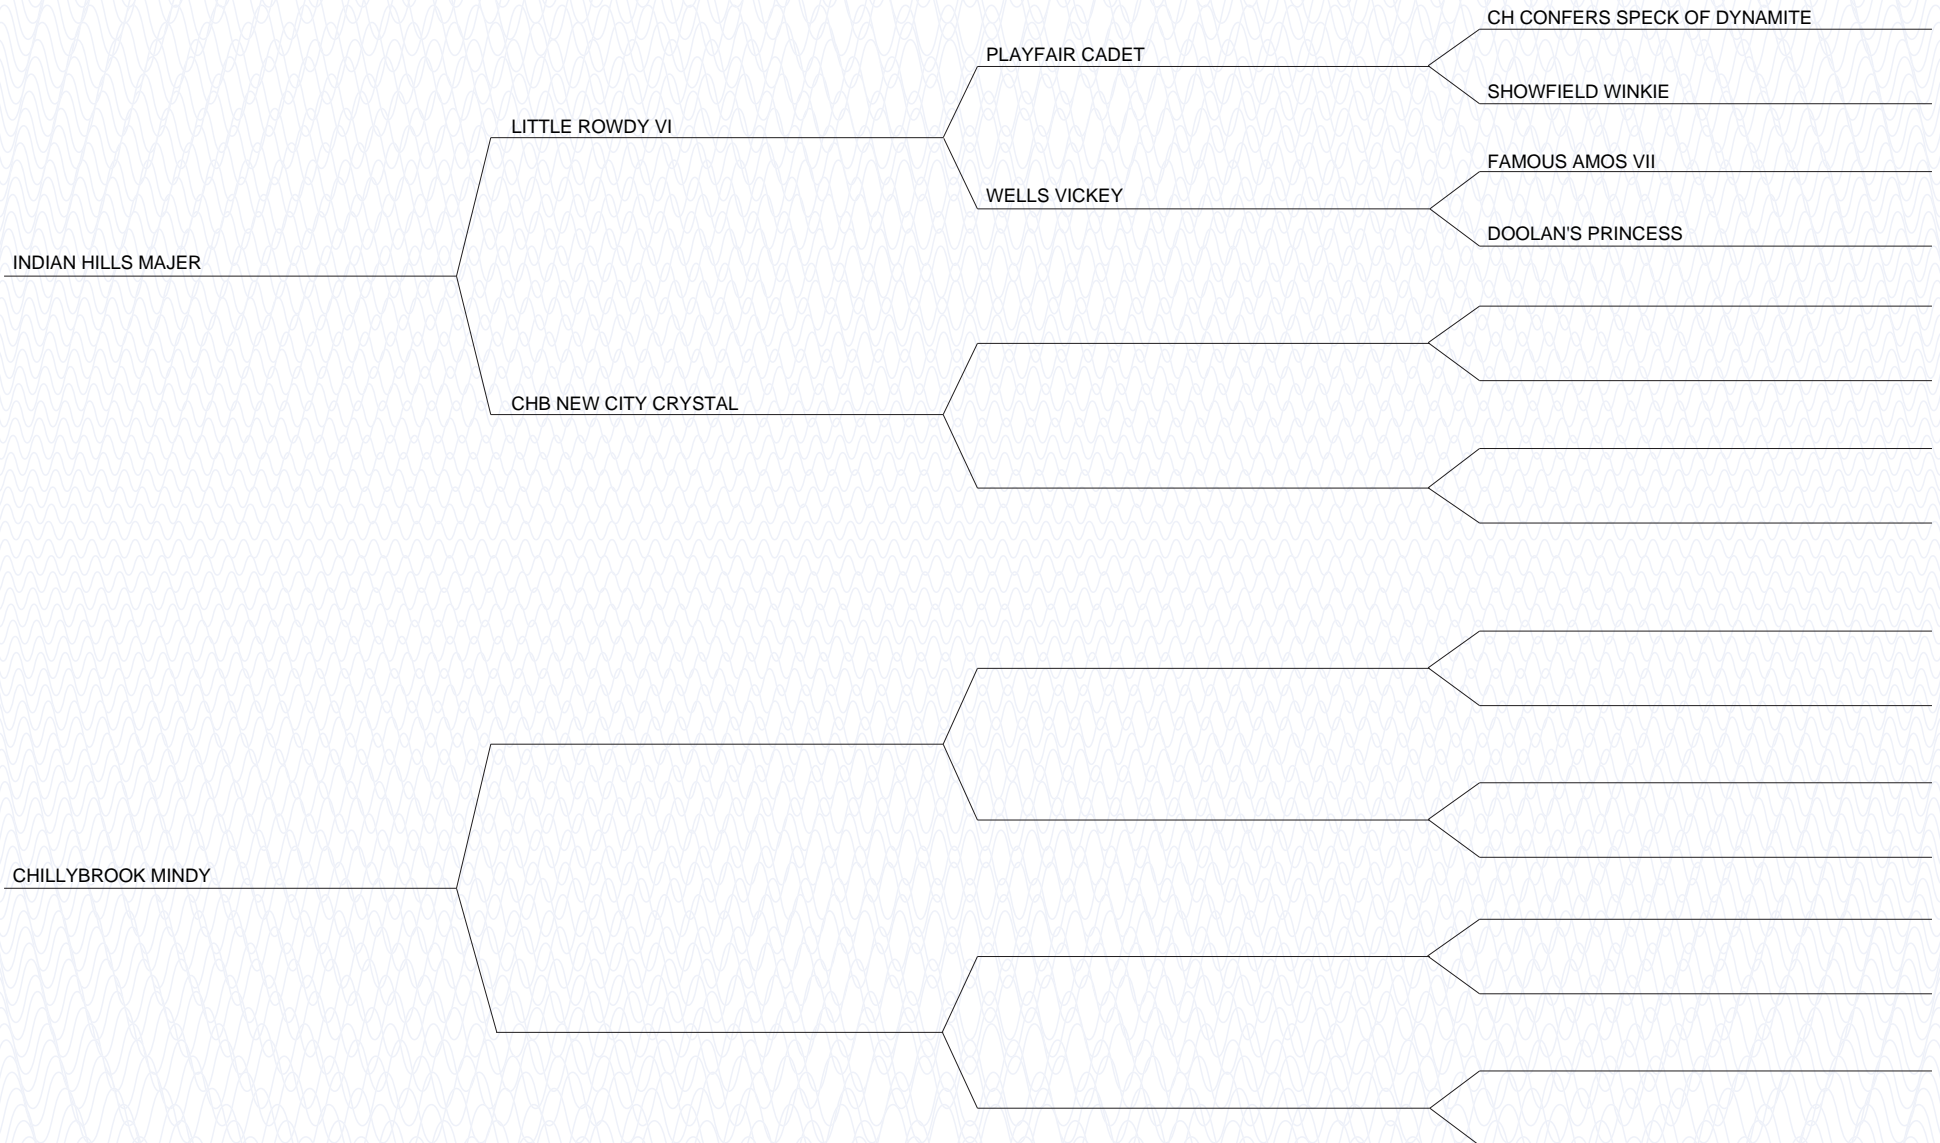 CH CONFERS SPECK OF DYNAMITE
PLAYFAIR CADET
SHOWFIELD WINKIE
LITTLE ROWDY VI
FAMOUS AMOS VII
WELLS VICKEY
DOOLAN'S PRINCESS
INDIAN HILLS MAJER
CHB NEW CITY CRYSTAL
CHILLYBROOK MINDY